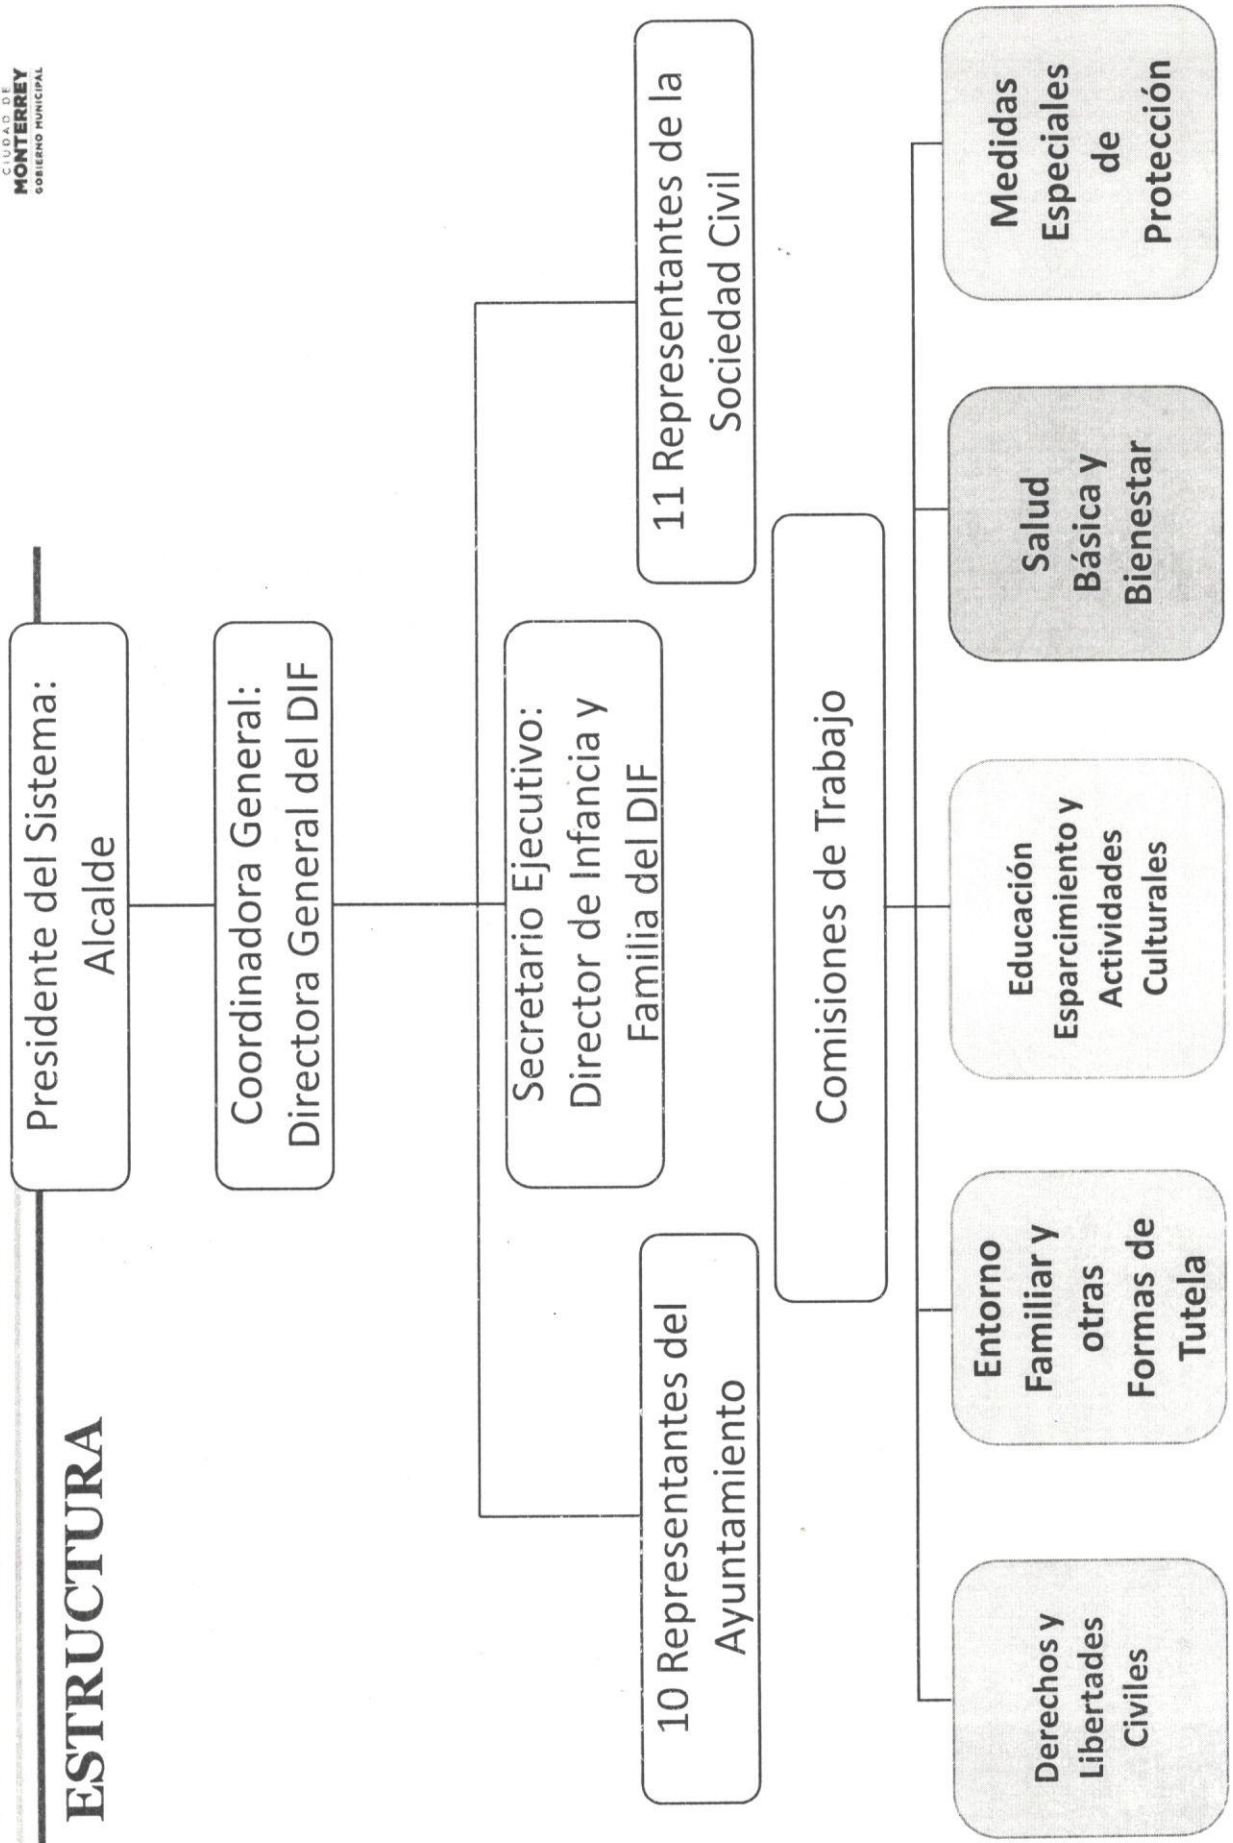 CIUDAD DE
MONTERREY
GOBIERNO MUNICIPAL
ESTRUCTURA
Presidente del Sistema:
Alcalde
Coordinadora General:
Directora General del DIF
Secretario Ejecutivo:
Director de Infancia y
Familia del DIF
10 Representantes del
Ayuntamiento
11 Representantes de la
Sociedad Civil
Comisiones de Trabajo
Derechos y
Libertades
Civiles
Entorno
Familiar y
otras
Formas de
Tutela
Educación
Esparcimiento y
Actividades
Culturales
Salud
Básica y
Bienestar
Medidas
Especiales
de
Protección